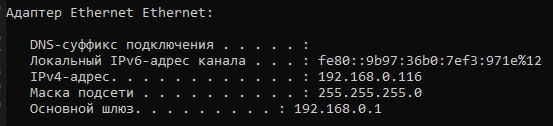 Адаптер Ethernet Ethernet:
DNS-суффикс подключения . . . . . :
Локальный IPv6-адрес канала . . . : fe80::9b97:36b0:7ef3:971e%12
IPv4-адрес. . . . . . . . . . . . : 192.168.0.116
Маска подсети . . . . . . . . . . : 255.255.255.0
Основной шлюз. . . . . . . . . : 192.168.0.1